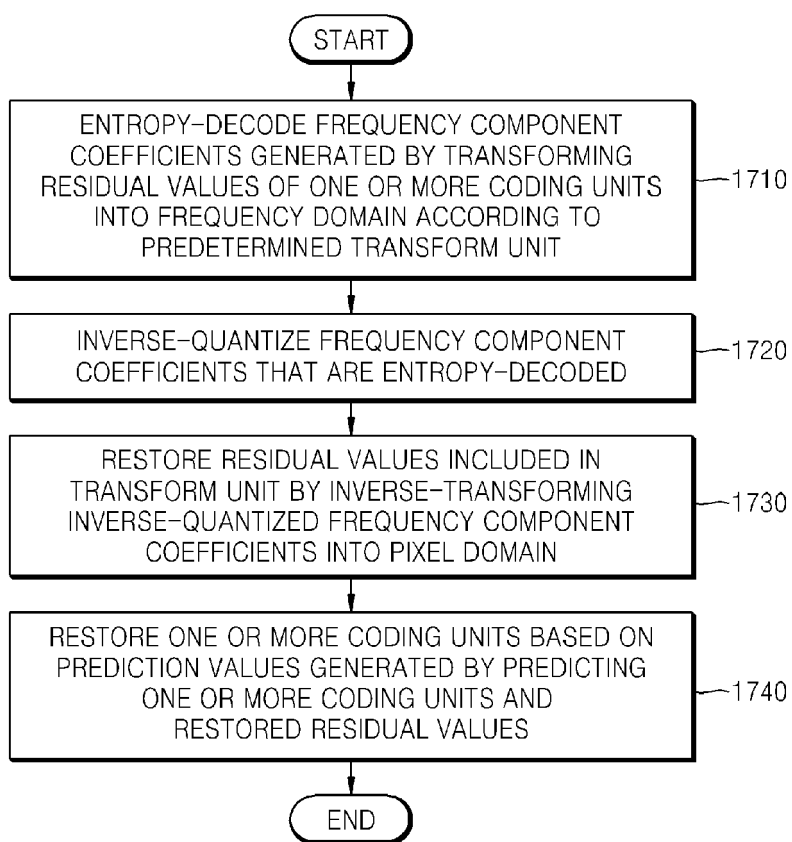 START
ENTROPY-DECODE FREQUENCY COMPONENT
COEFFICIENTS GENERATED BY TRANSFORMING
RESIDUAL VALUES OF ONE OR MORE CODING UNITS
INTO FREQUENCY DOMAIN ACCORDING TO
PREDETERMINED TRANSFORM UNIT
1710
INVERSE-QUANTIZE FREQUENCY COMPONENT
COEFFICIENTS THAT ARE ENTROPY-DECODED
1720
RESTORE RESIDUAL VALUES INCLUDED IN
TRANSFORM UNIT BY INVERSE-TRANSFORMING
INVERSE-QUANTIZED FREQUENCY COMPONENT
COEFFICIENTS INTO PIXEL DOMAIN
1730
RESTORE ONE OR MORE CODING UNITS BASED ON
PREDICTION VALUES GENERATED BY PREDICTING
ONE OR MORE CODING UNITS AND
RESTORED RESIDUAL VALUES
1740
END